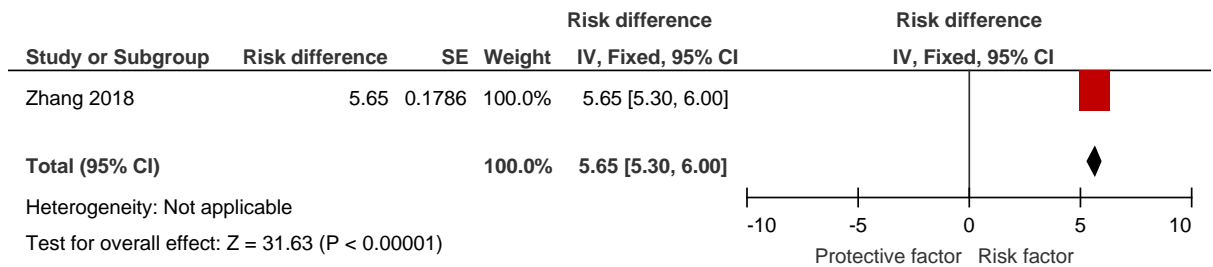 Risk difference Risk difference
Study or Subgroup Risk difference SE Weight IV, Fixed, 95% CI IV, Fixed, 95% CI
Zhang 2018 5.65 0.1786 100.0% 5.65 [5.30, 6.00]
Total (95% CI) 100.0% 5.65 [5.30, 6.00]
Heterogeneity: Not applicable
Test for overall effect: Z = 31.63 (P < 0.00001)
-10 -5 0 5 10
Protective factor Risk factor